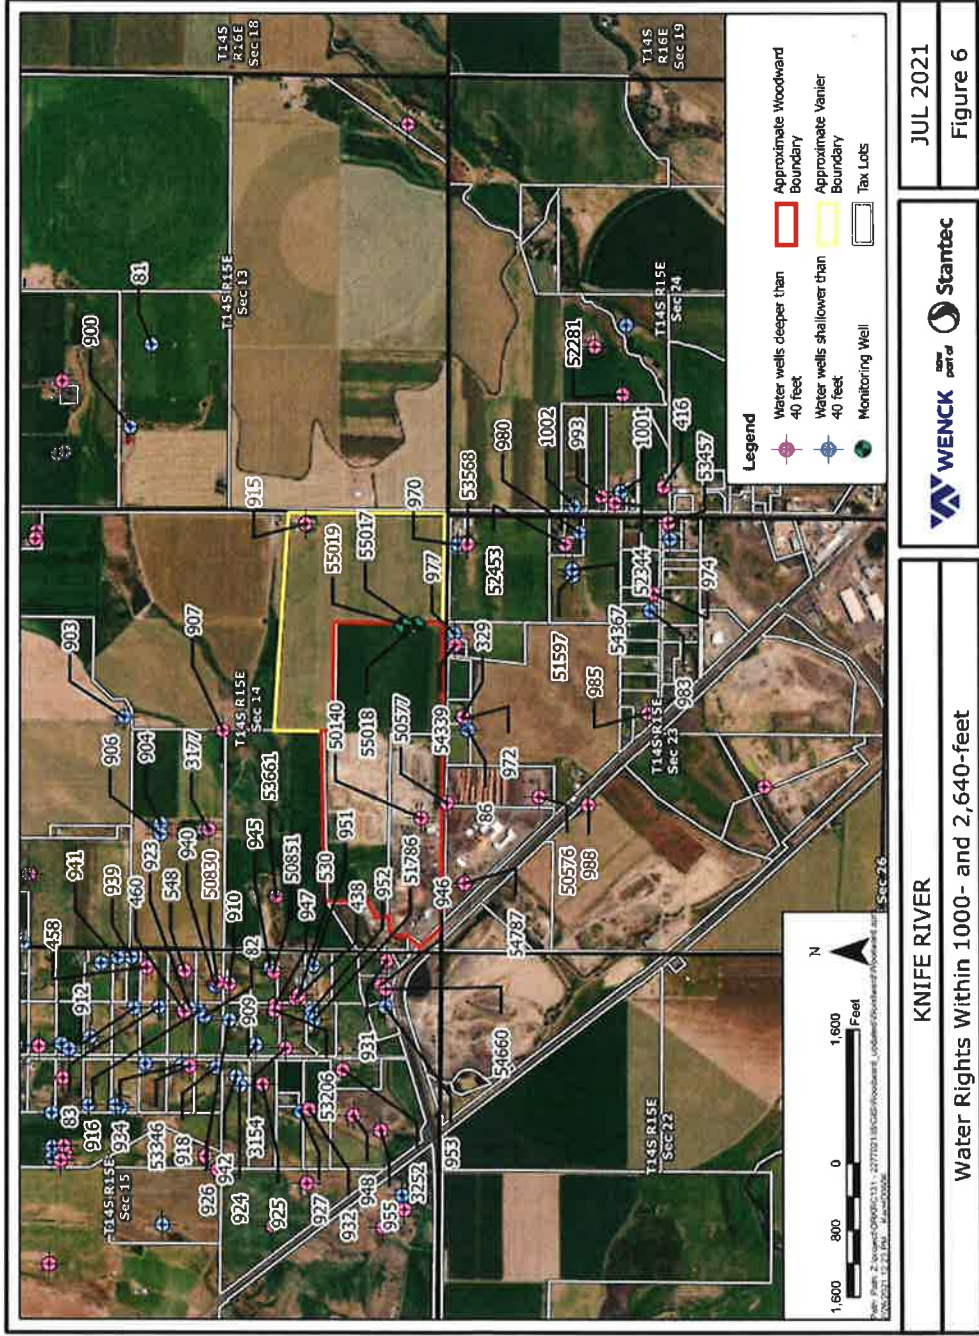 T14S
R16E
Sec 18
T14S
R16E
Sec 19
900
81
T14S R15E
Sec 13
T14S R15E
Sec 24
52281
1002
993
1001
416
53457
980
53568
970
915
55019
55017
977
52453
52344
974
903
907
T14S R15E
Sec 14
329
54367
51597
985
983
T14S R15E
Sec 23
906
904
3177
53661
50140
55018
50577
54339
972
86
941
939
460
923
548
940
50830
910
945
50851
947
530
951
438
952
51786
946
50576
988
54787
Sec 26
458
912
82
909
931
54660
83
916
934
53346
918
3154
53206
953
T14S R15E
Sec 22
T14S R15E
Sec 15
926
942
924
925
927
932
948
955
3252
Legend
Water wells deeper than
40 feet
Water wells shallower than
40 feet
Monitoring Well
Approximate Woodward
Boundary
Approximate Vanier
Boundary
Tax Lots
N
1,600
800
0
1,600
Feet
KNIFE RIVER
Water Rights Within 1000- and 2,640-feet
WENCK
now
part of
Stantec
JUL 2021
Figure 6